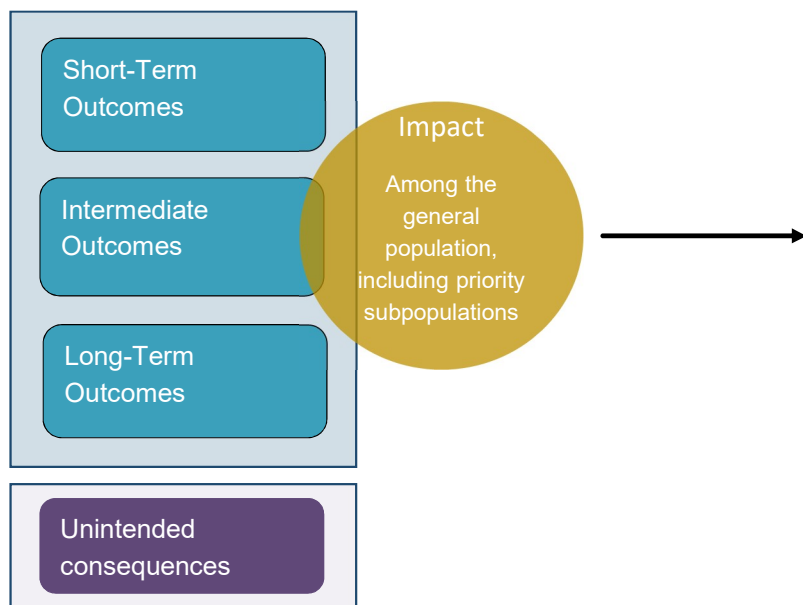 Short-Term
Outcomes
Intermediate
Outcomes
Long-Term
Outcomes
Impact
Among the
general
population,
including priority
subpopulations
Unintended
consequences